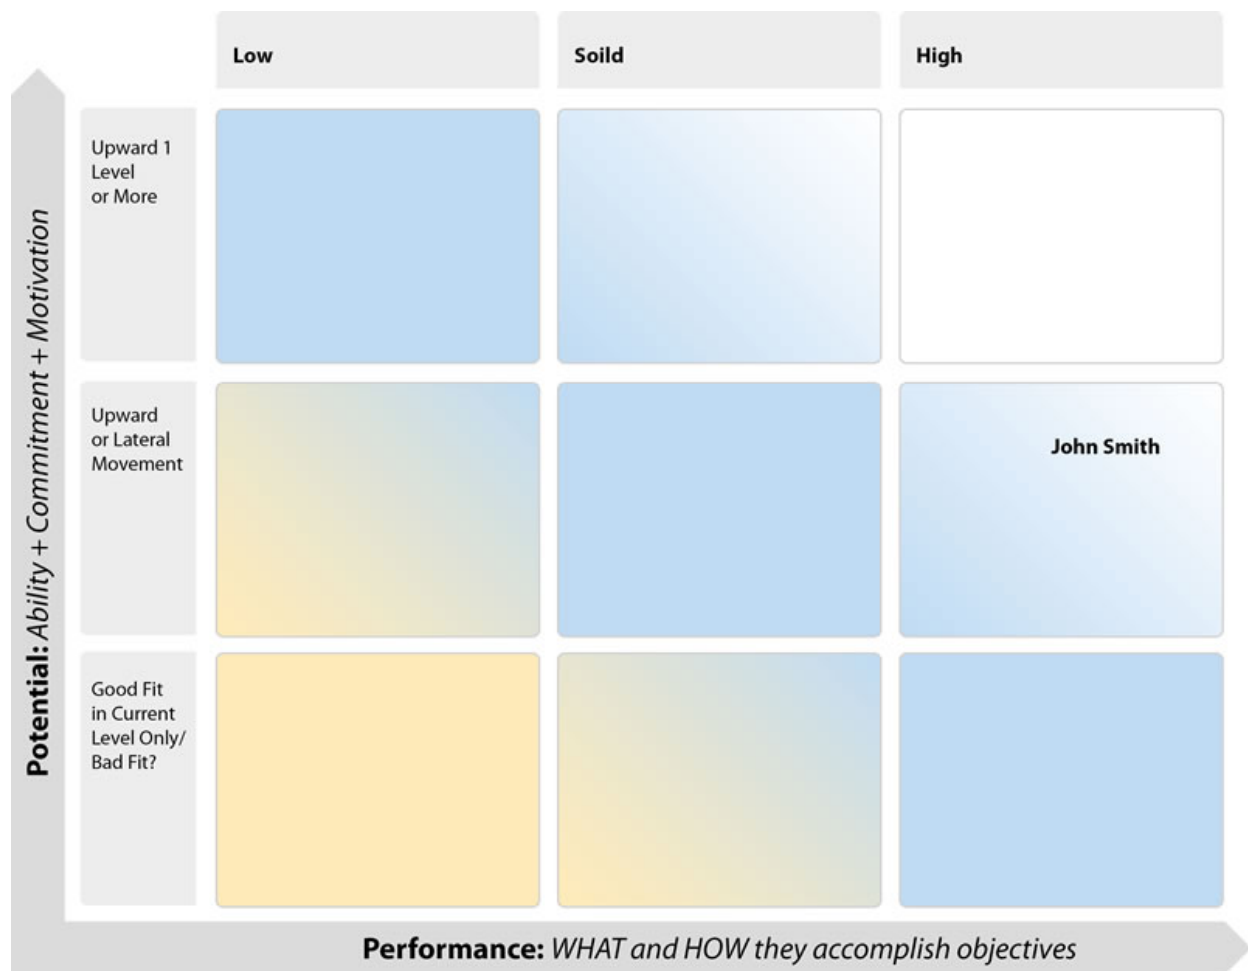 Low
Soild
High
Upward 1
Level
or More
Upward
or Lateral
Movement
John Smith
Good Fit
in Current
Level Only/
Bad Fit?
Potential: Ability + Commitment + Motivation
Performance: WHAT and HOW they accomplish objectives